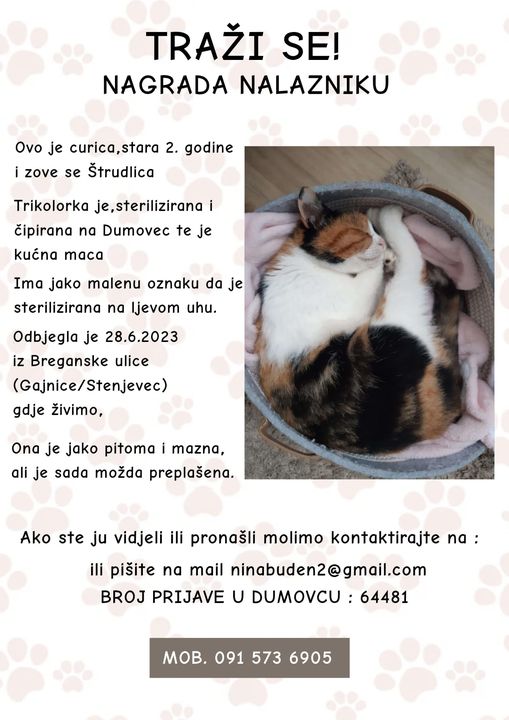 TRAŽI SE!
NAGRADA NALAZNIKU
Ovo je curica,stara 2. godine
i zove se Štrudlica
Trikolorka je,sterilizirana i
čipirana na Dumovec te je
kućna maca
Ima jako malenu oznaku da je
sterilizirana na ljevom uhu.
Odbjegla je 28.6.2023
iz Breganske ulice
(Gajnice/Stenjevec)
gdje živimo,
Ona je jako pitoma i mazna,
ali je sada možda preplašena.
Ako ste ju vidjeli ili pronašli molimo kontaktirajte na :
ili pišite na mail ninabuden2@gmail.com
BROJ PRIJAVE U DUMOVCU : 64481
MOB. 091 573 6905